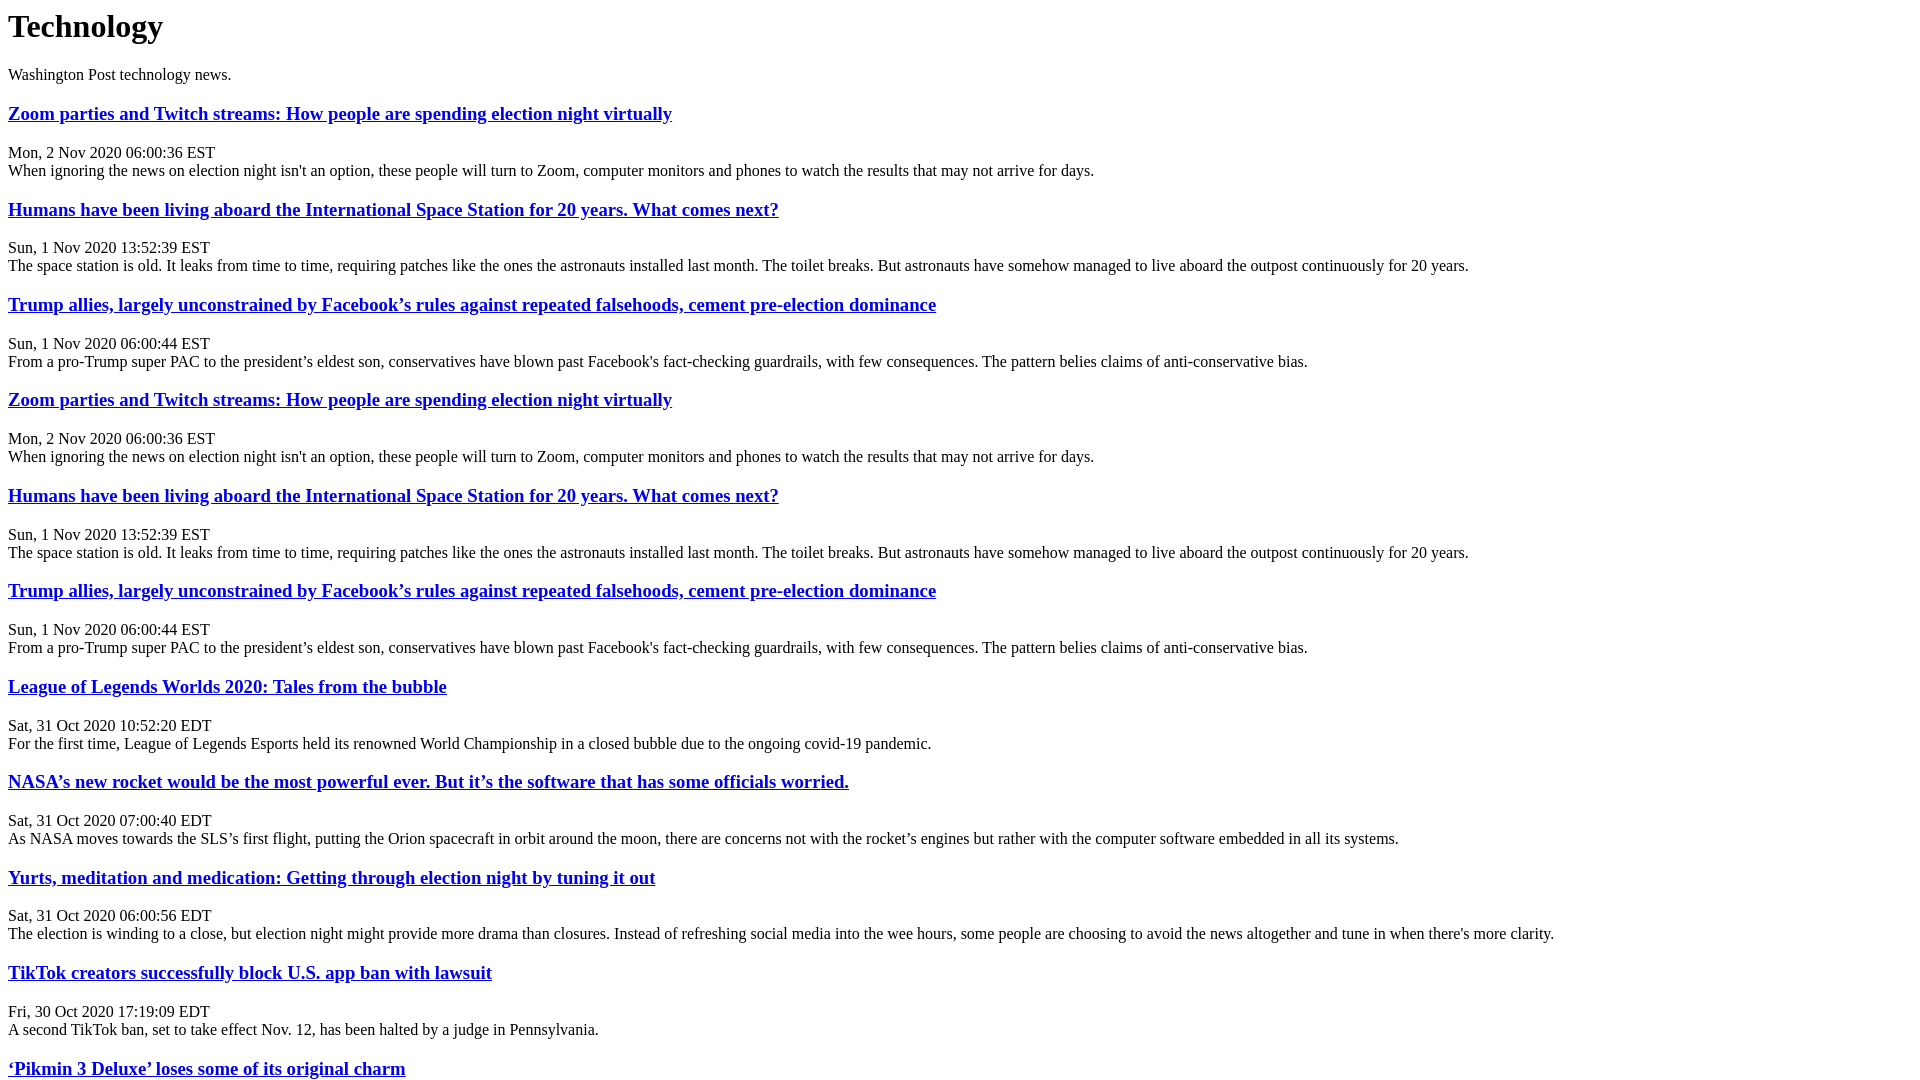 Technology
Washington Post technology news.
Zoom parties and Twitch streams: How people are spending election night virtually
Mon, 2 Nov 2020 06:00:36 EST
When ignoring the news on election night isn't an option, these people will turn to Zoom, computer monitors and phones to watch the results that may not arrive for days.
Humans have been living aboard the International Space Station for 20 years. What comes next?
Sun, 1 Nov 2020 13:52:39 EST
The space station is old. It leaks from time to time, requiring patches like the ones the astronauts installed last month. The toilet breaks. But astronauts have somehow managed to live aboard the outpost continuously for 20 years.
Trump allies, largely unconstrained by Facebook’s rules against repeated falsehoods, cement pre-election dominance
Sun, 1 Nov 2020 06:00:44 EST
From a pro-Trump super PAC to the president’s eldest son, conservatives have blown past Facebook's fact-checking guardrails, with few consequences. The pattern belies claims of anti-conservative bias.
Zoom parties and Twitch streams: How people are spending election night virtually
Mon, 2 Nov 2020 06:00:36 EST
When ignoring the news on election night isn't an option, these people will turn to Zoom, computer monitors and phones to watch the results that may not arrive for days.
Humans have been living aboard the International Space Station for 20 years. What comes next?
Sun, 1 Nov 2020 13:52:39 EST
The space station is old. It leaks from time to time, requiring patches like the ones the astronauts installed last month. The toilet breaks. But astronauts have somehow managed to live aboard the outpost continuously for 20 years.
Trump allies, largely unconstrained by Facebook’s rules against repeated falsehoods, cement pre-election dominance
Sun, 1 Nov 2020 06:00:44 EST
From a pro-Trump super PAC to the president’s eldest son, conservatives have blown past Facebook's fact-checking guardrails, with few consequences. The pattern belies claims of anti-conservative bias.
League of Legends Worlds 2020: Tales from the bubble
Sat, 31 Oct 2020 10:52:20 EDT
For the first time, League of Legends Esports held its renowned World Championship in a closed bubble due to the ongoing covid-19 pandemic.
NASA’s new rocket would be the most powerful ever. But it’s the software that has some officials worried.
Sat, 31 Oct 2020 07:00:40 EDT
As NASA moves towards the SLS’s first flight, putting the Orion spacecraft in orbit around the moon, there are concerns not with the rocket’s engines but rather with the computer software embedded in all its systems.
Yurts, meditation and medication: Getting through election night by tuning it out
Sat, 31 Oct 2020 06:00:56 EDT
The election is winding to a close, but election night might provide more drama than closures. Instead of refreshing social media into the wee hours, some people are choosing to avoid the news altogether and tune in when there's more clarity.
TikTok creators successfully block U.S. app ban with lawsuit
Fri, 30 Oct 2020 17:19:09 EDT
A second TikTok ban, set to take effect Nov. 12, has been halted by a judge in Pennsylvania.
‘Pikmin 3 Deluxe’ loses some of its original charm